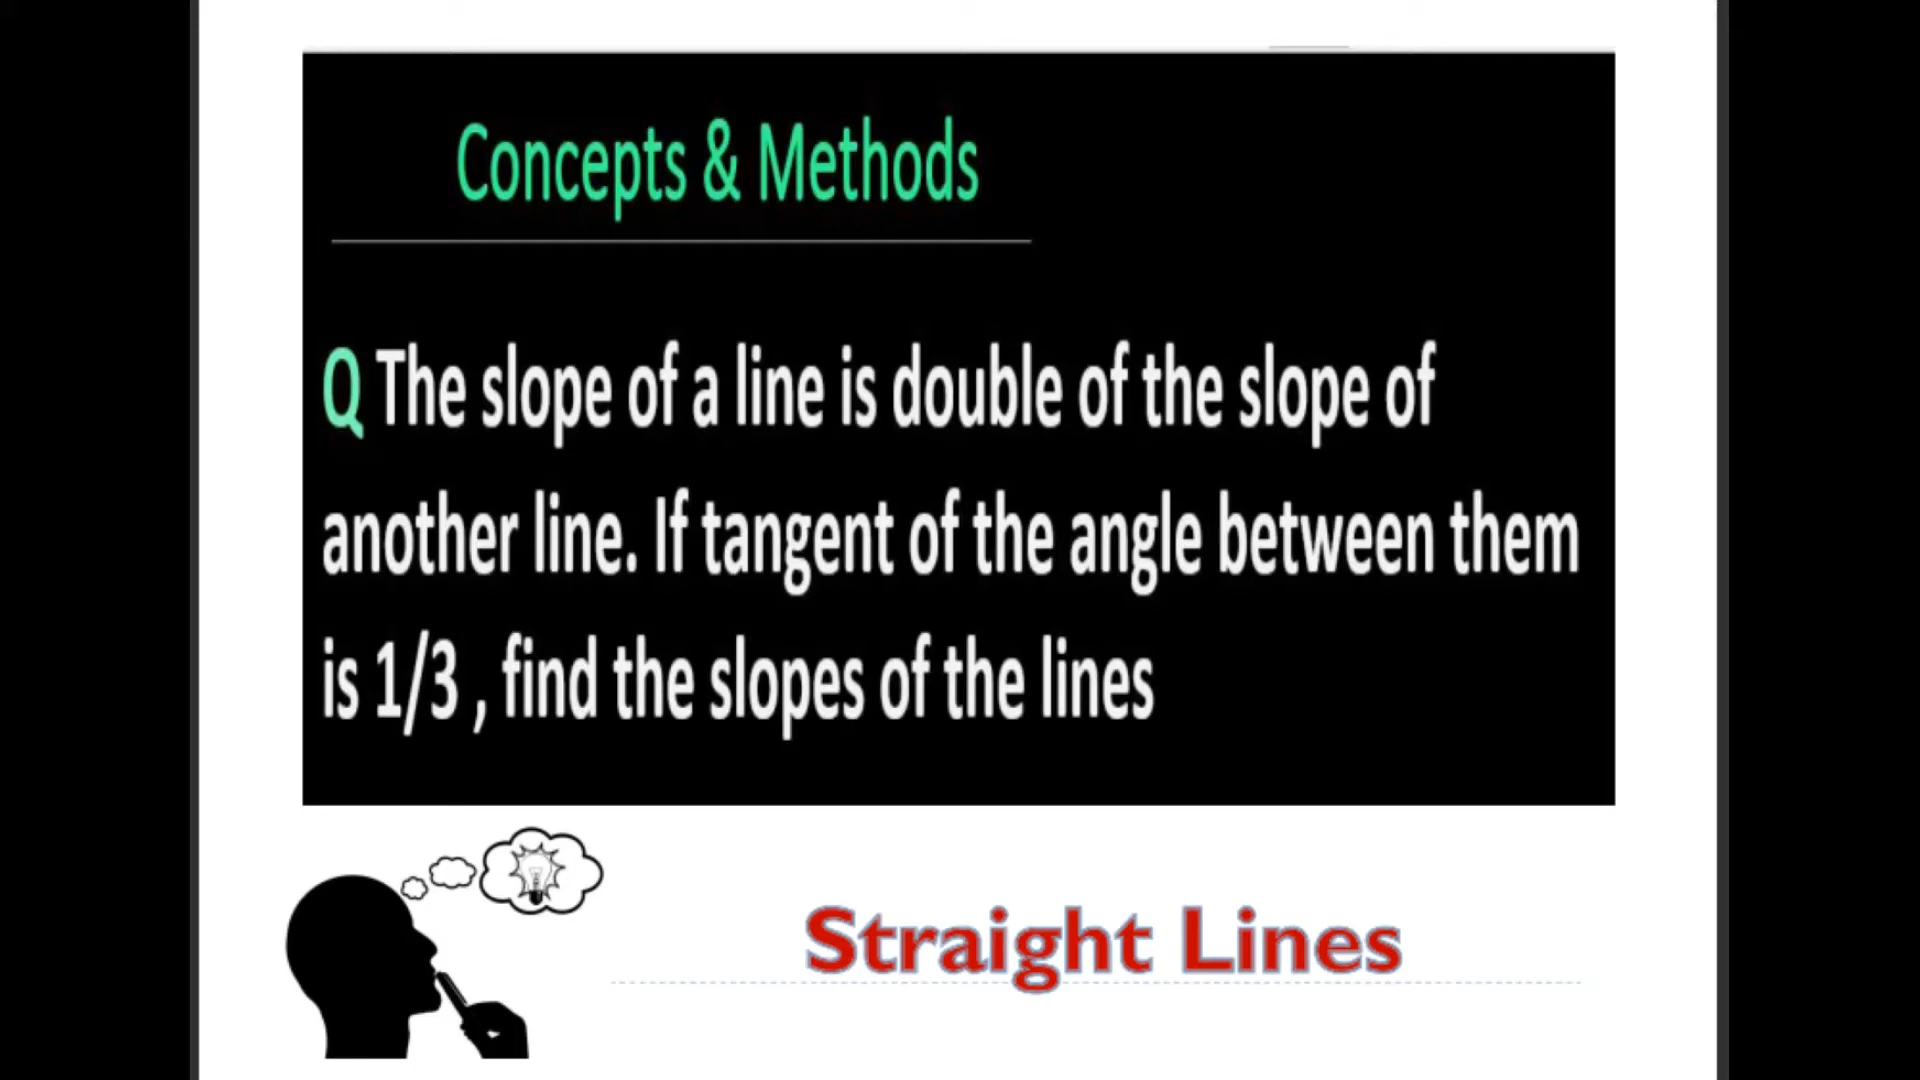 Concepts & Methods
Q The slope of a line is double of the slope of
another line. If tangent of the angle between them
is 1/3 , find the slopes of the lines
Straight Lines